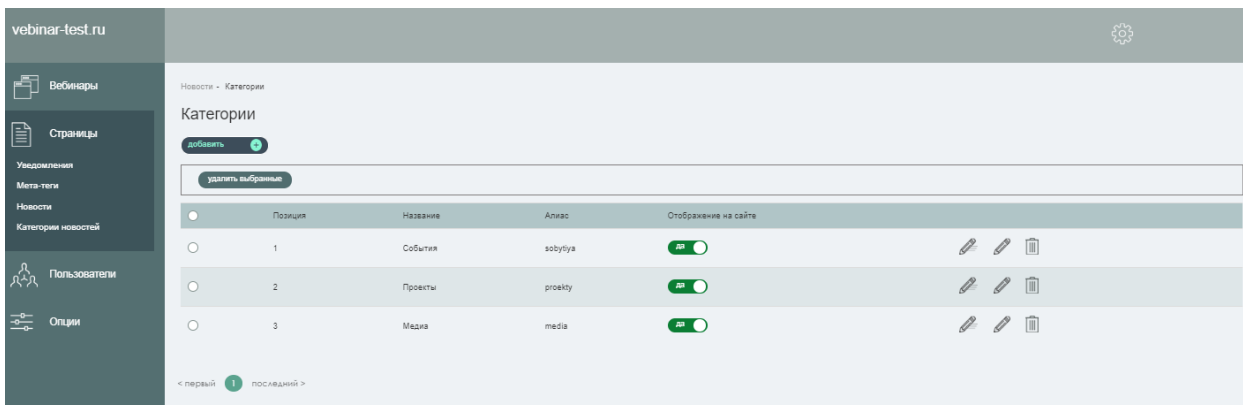 vebinar-test.ru
Вебинары
Страницы
Уведомления
Мета-теги
Новости
Категории новостей
Пользователи
Опции
Новости - Категории
Категории
добавить +
удалить выбранные
Позиция Название Алиас Отображение на сайте
1 События sobytiya да
2 Проекты proekty да
3 Медиа media да
< первый 1 последний >